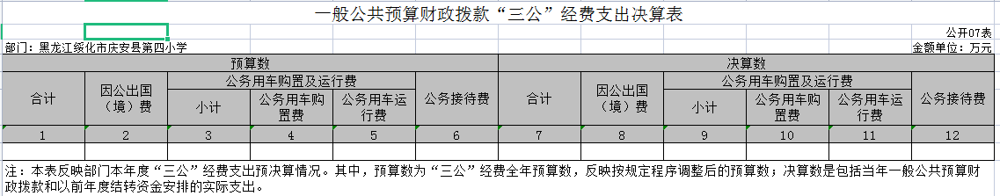 一般公共预算财政拨款“三公”经费支出决算表
公开07表
部门：黑龙江绥化市庆安县第四小学 金额单位：万元
预算数 决算数
合计 因公出国（境）费 公务用车购置及运行费 公务接待费 合计 因公出国（境）费 公务用车购置及运行费 公务接待费
小计 公务用车购置费 公务用车运行费 小计 公务用车购置费 公务用车运行费
1 2 3 4 5 6 7 8 9 10 11 12
注：本表反映部门本年度“三公”经费支出预决算情况。其中，预算数为“三公”经费全年预算数，反映按规定程序调整后的预算数；决算数是包括当年一般公共预算财
政拨款和以前年度结转资金安排的实际支出。